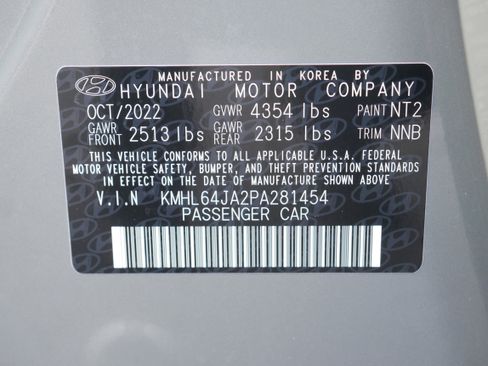 MANUFACTURED IN KOREA BY
HYUNDAI MOTOR COMPANY
OCT/2022 GVWR 4354 lbs PAINT NT2
GAWR FRONT 2513 lbs GAWR REAR 2315 lbs TRIM NNB
THIS VEHICLE CONFORMS TO ALL APPLICABLE U.S.A. FEDERAL
MOTOR VEHICLE SAFETY, BUMPER, AND THEFT PREVENTION STANDARDS
IN EFFECT ON THE DATE OF MANUFACTURE SHOWN ABOVE.
V.I.N KMHL64JA2PA281454
PASSENGER CAR